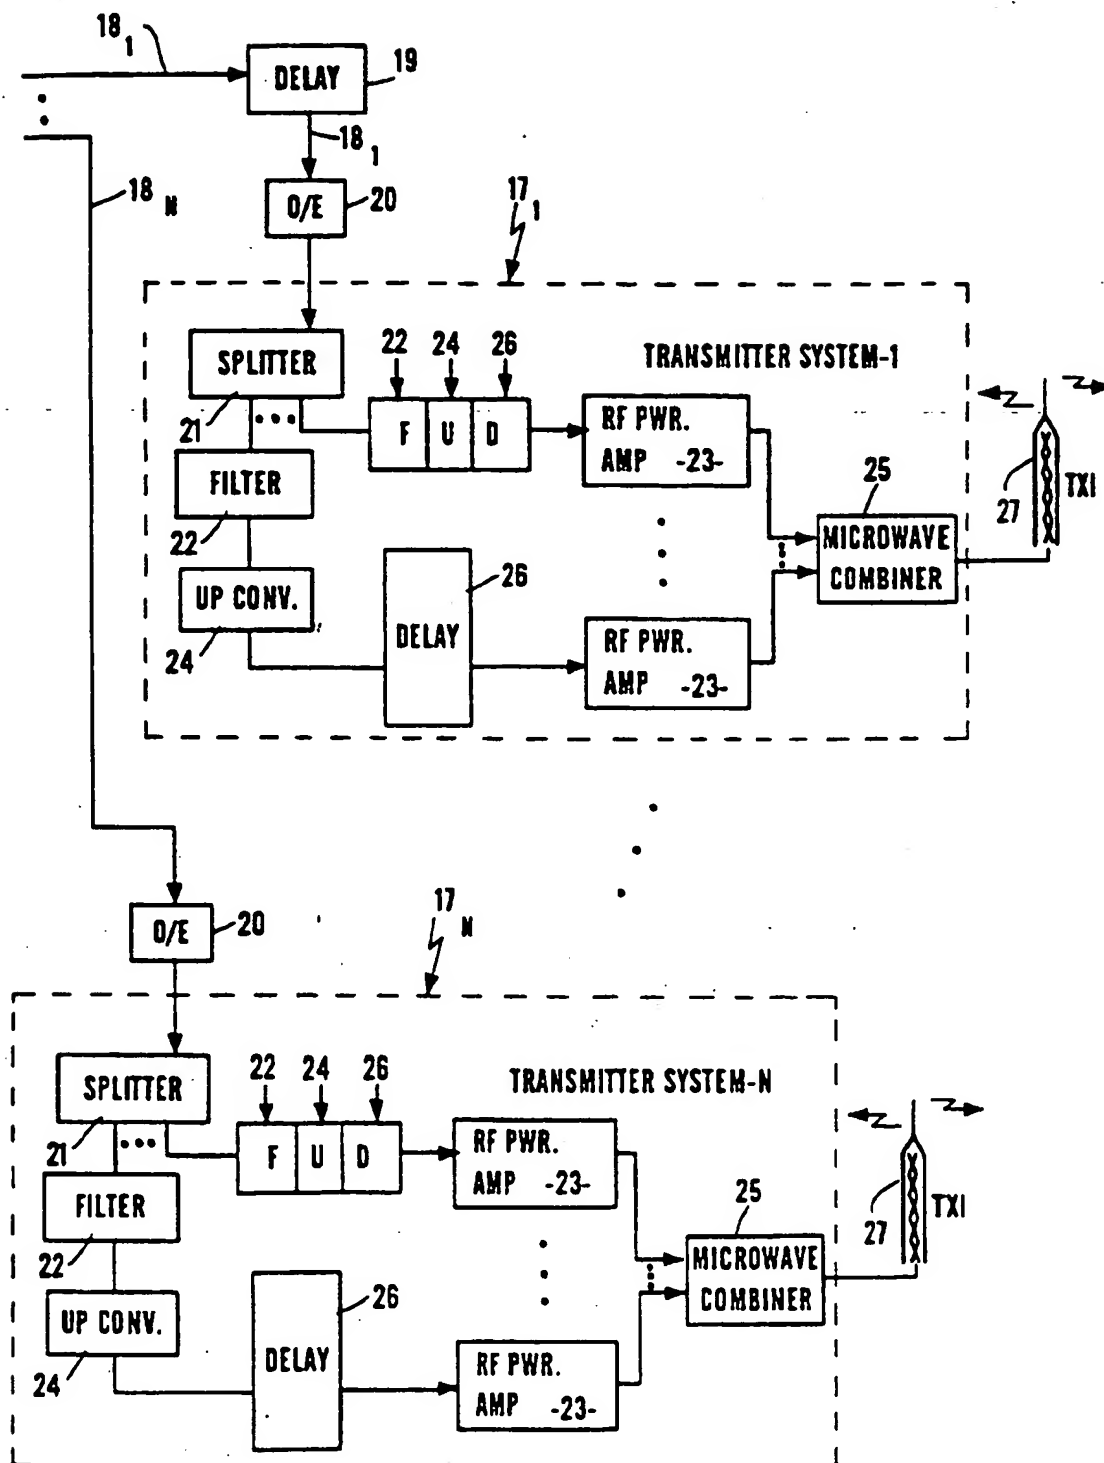 18 1
DELAY
19
18 1
18 N
O/E
20
17 1
SPLITTER
21
22 24 26
F U D
TRANSMITTER SYSTEM-1
RF PWR.
AMP -23-
FILTER
22
25
MICROWAVE
COMBINER
27
TX1
UP CONV.
24
26
DELAY
RF PWR.
AMP -23-
O/E
20
17 N
SPLITTER
21
22 24 26
F U D
TRANSMITTER SYSTEM-N
RF PWR.
AMP -23-
FILTER
22
25
MICROWAVE
COMBINER
27
TX1
UP CONV.
24
26
DELAY
RF PWR.
AMP -23-